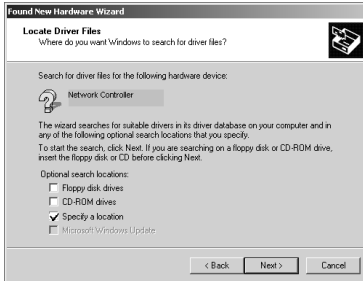 Found New Hardware Wizard
Locate Driver Files
Where do you want Windows to search for driver files?
Search for driver files for the following hardware device:
Network Controller
The wizard searches for suitable drivers in its driver database on your computer and in
any of the following optional search locations that you specify.
To start the search, click Next. If you are searching on a floppy disk or CD-ROM drive,
insert the floppy disk or CD before clicking Next.
Optional search locations:
Floppy disk drives
CD-ROM drives
Specify a location
Microsoft Windows Update
< Back
Next >
Cancel